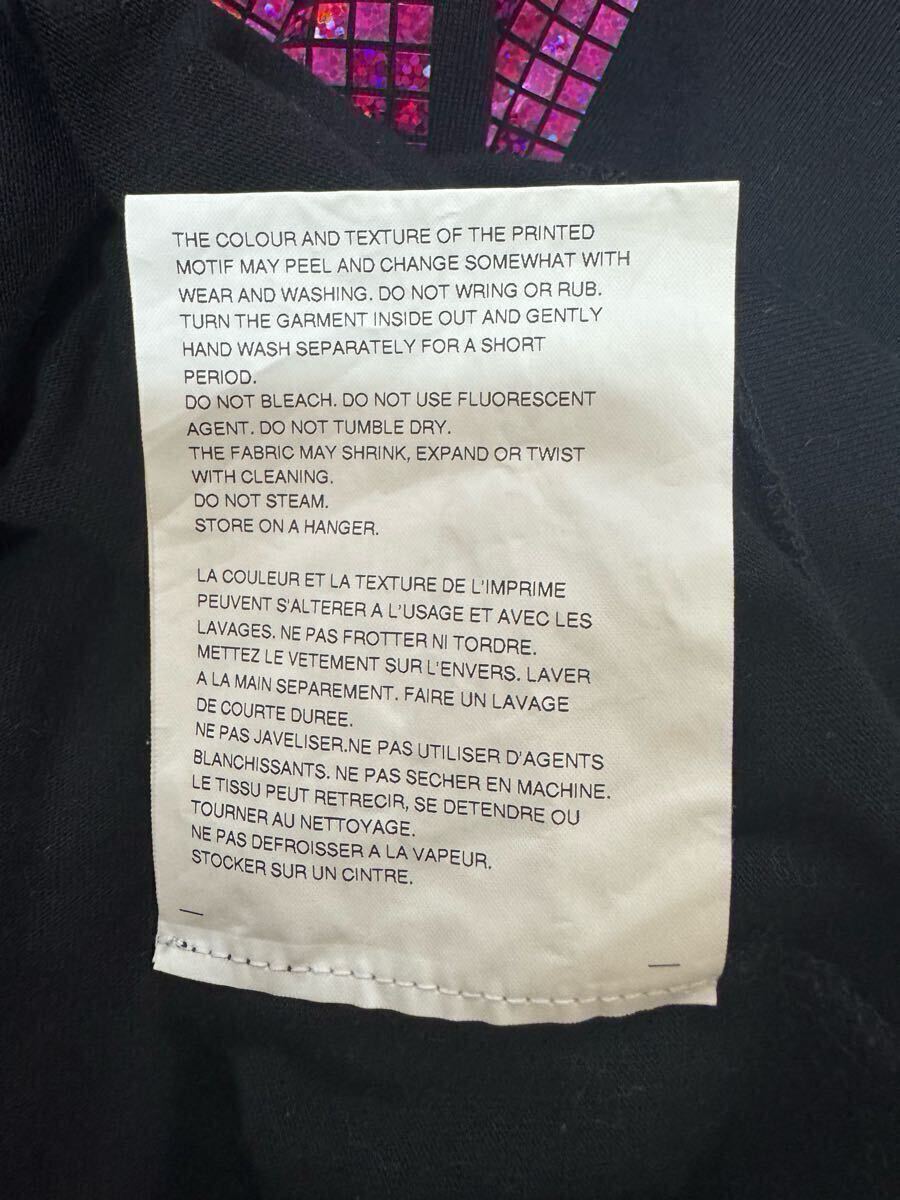 THE COLOUR AND TEXTURE OF THE PRINTED
MOTIF MAY PEEL AND CHANGE SOMEWHAT WITH
WEAR AND WASHING. DO NOT WRING OR RUB.
TURN THE GARMENT INSIDE OUT AND GENTLY
HAND WASH SEPARATELY FOR A SHORT
PERIOD.
DO NOT BLEACH. DO NOT USE FLUORESCENT
AGENT. DO NOT TUMBLE DRY.
THE FABRIC MAY SHRINK, EXPAND OR TWIST
WITH CLEANING.
DO NOT STEAM.
STORE ON A HANGER.
LA COULEUR ET LA TEXTURE DE L'IMPRIME
PEUVENT S'ALTERER A L'USAGE ET AVEC LES
LAVAGES. NE PAS FROTTER NI TORDRE.
METTEZ LE VETEMENT SUR L'ENVERS. LAVER
A LA MAIN SEPAREMENT. FAIRE UN LAVAGE
DE COURTE DUREE.
NE PAS JAVELISER.NE PAS UTILISER D'AGENTS
BLANCHISSANTS. NE PAS SECHER EN MACHINE.
LE TISSU PEUT RETRECIR, SE DETENDRE OU
TOURNER AU NETTOYAGE.
NE PAS DEFROISSER A LA VAPEUR.
STOCKER SUR UN CINTRE.